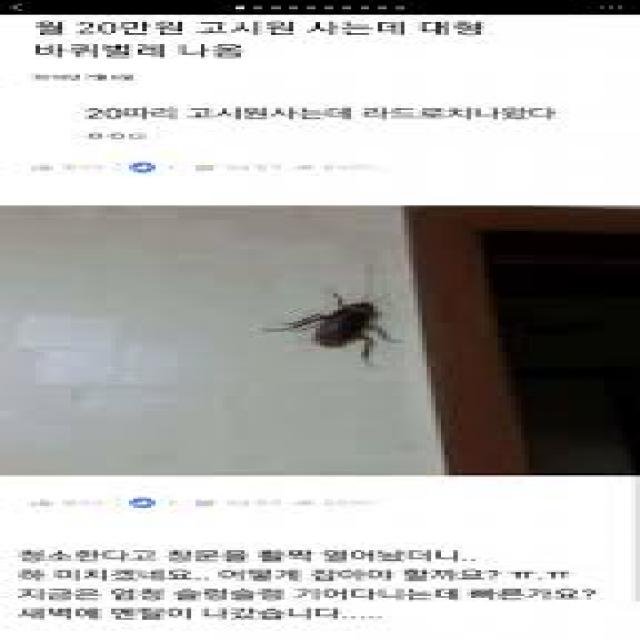 월 20만원 고시원 사는데 대형
바퀴벌레 나옴
20따리 고시원사는데 라드로치나왔다
ㅇㅇㄷ
청소한다고 창문을 활짝 열어놨더니..
하 미치겠네요.. 어떻게 잡아야 할까요? ㅠ.ㅠ
지금은 엄청 슬렁슬렁 기어다니는데 빠른가요?
새벽에 멘탈이 나갔습니다.....